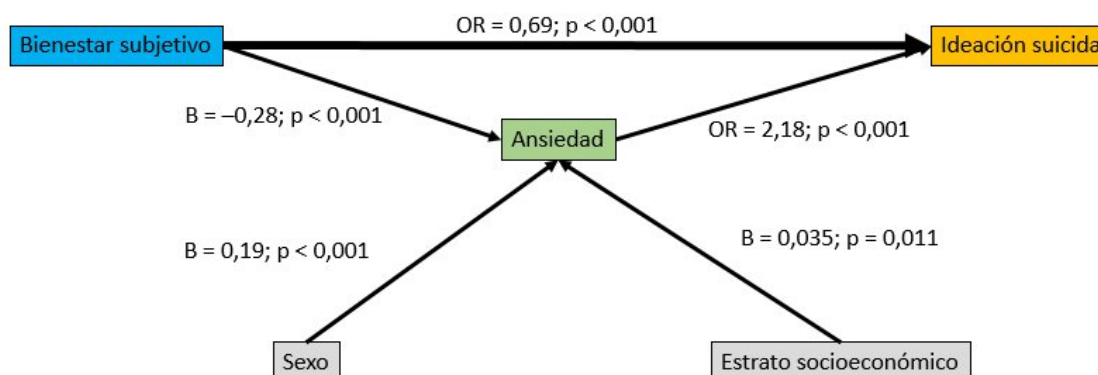 OR = 0,69; p < 0,001
Bienestar subjetivo
Ideación suicida
B = –0,28; p < 0,001
Ansiedad
OR = 2,18; p < 0,001
B = 0,19; p < 0,001
B = 0,035; p = 0,011
Sexo
Estrato socioeconómico